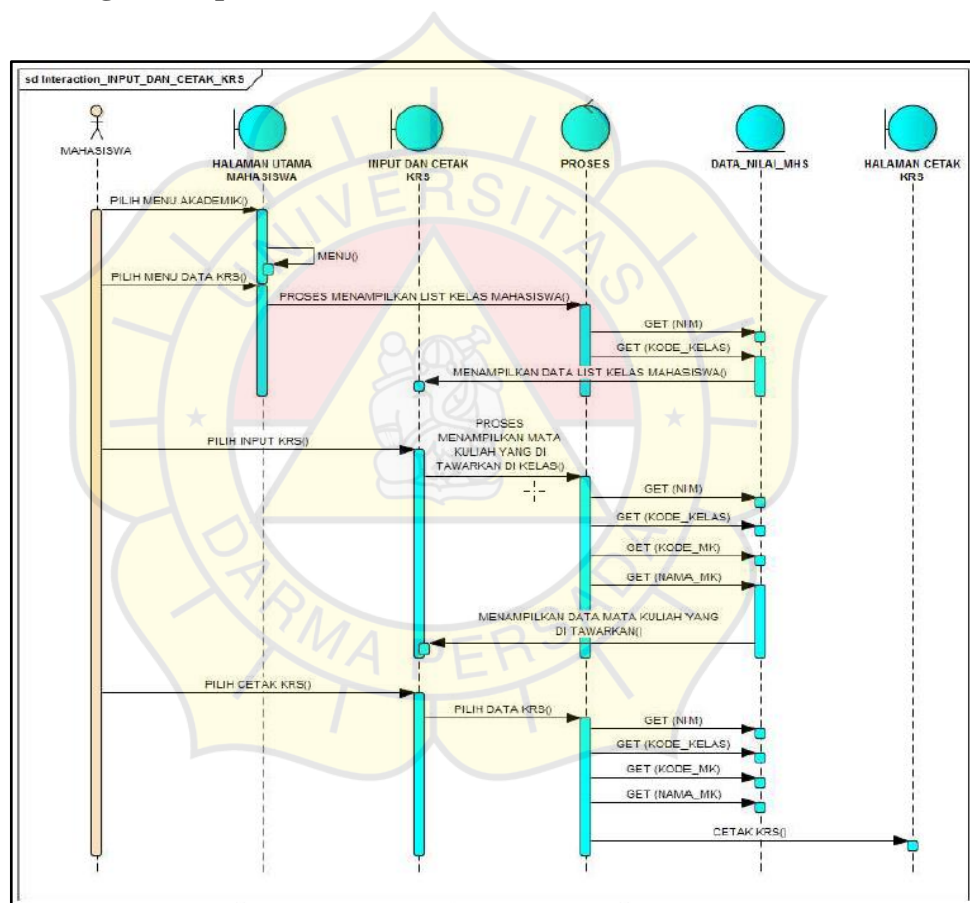 sd Interaction_INPUT_DAN_CETAK_KRS
MAHASISWA
HALAMAN UTAMA
MAHASISWA
INPUT DAN CETAK
KRS
PROSES
DATA_NILAI_MHS
HALAMAN CETAK
KRS
PILIH MENU AKADEMIK()
MENU()
PILIH MENU DATA KRS()
PROSES MENAMPILKAN LIST KELAS MAHASISWA()
GET (NIM)
GET (KODE_KELAS)
MENAMPILKAN DATA LIST KELAS MAHASISWA()
PILIH INPUT KRS()
PROSES
MENAMPILKAN MATA
KULIAH YANG DI
TAWARKAN DI KELAS()
GET (NIM)
GET (KODE_KELAS)
GET (KODE_MK)
GET (NAMA_MK)
MENAMPILKAN DATA MATA KULIAH YANG
DI TAWARKAN()
PILIH CETAK KRS()
PILIH DATA KRS()
GET (NIM)
GET (KODE_KELAS)
GET (KODE_MK)
GET (NAMA_MK)
CETAK KRS()
UNIVERSITAS
DARMA PERSADA